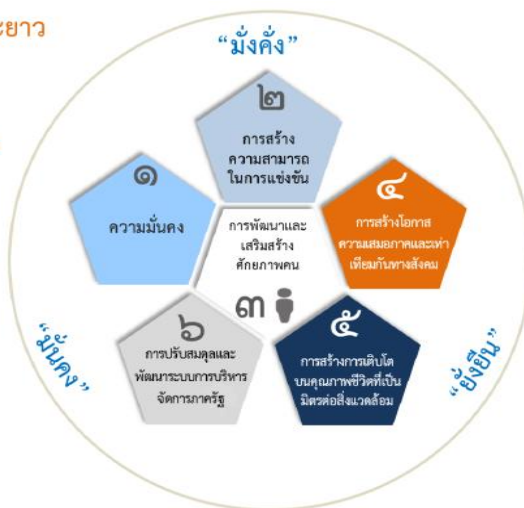 ะยาว
“มั่งคั่ง”
๒
การสร้าง
ความสามารถ
ในการแข่งขัน
๑
ความมั่นคง
๔
การสร้างโอกาส
ความเสมอภาคและเท่า
เทียมกันทางสังคม
การพัฒนาและ
เสริมสร้าง
ศักยภาพคน
๓
๖
การปรับสมดุลและ
พัฒนาระบบการบริหาร
จัดการภาครัฐ
๕
การสร้างการเติบโต
บนคุณภาพชีวิตที่เป็น
มิตรต่อสิ่งแวดล้อม
“มั่นคง”
“ยั่งยืน”